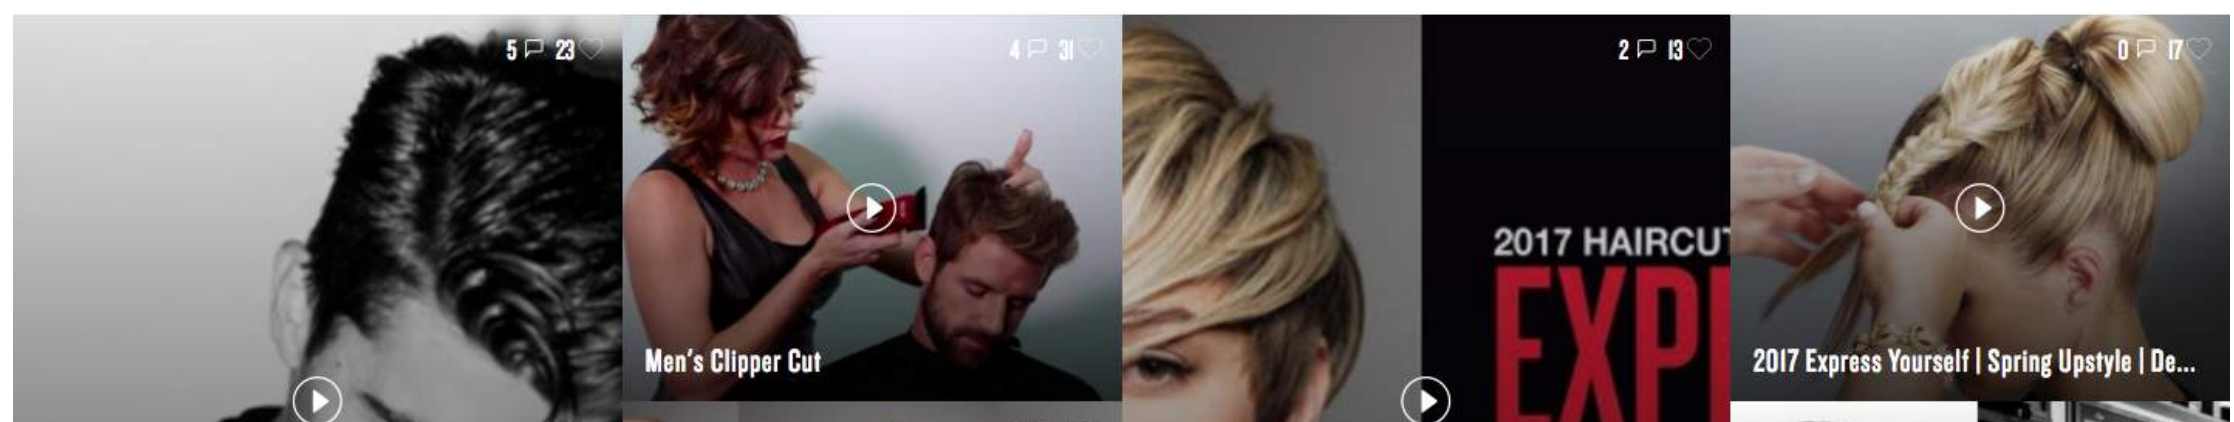 5 23
4 31
2 13
0 17
2017 HAIRCUT
EXP
Men's Clipper Cut
2017 Express Yourself | Spring Upstyle | De...